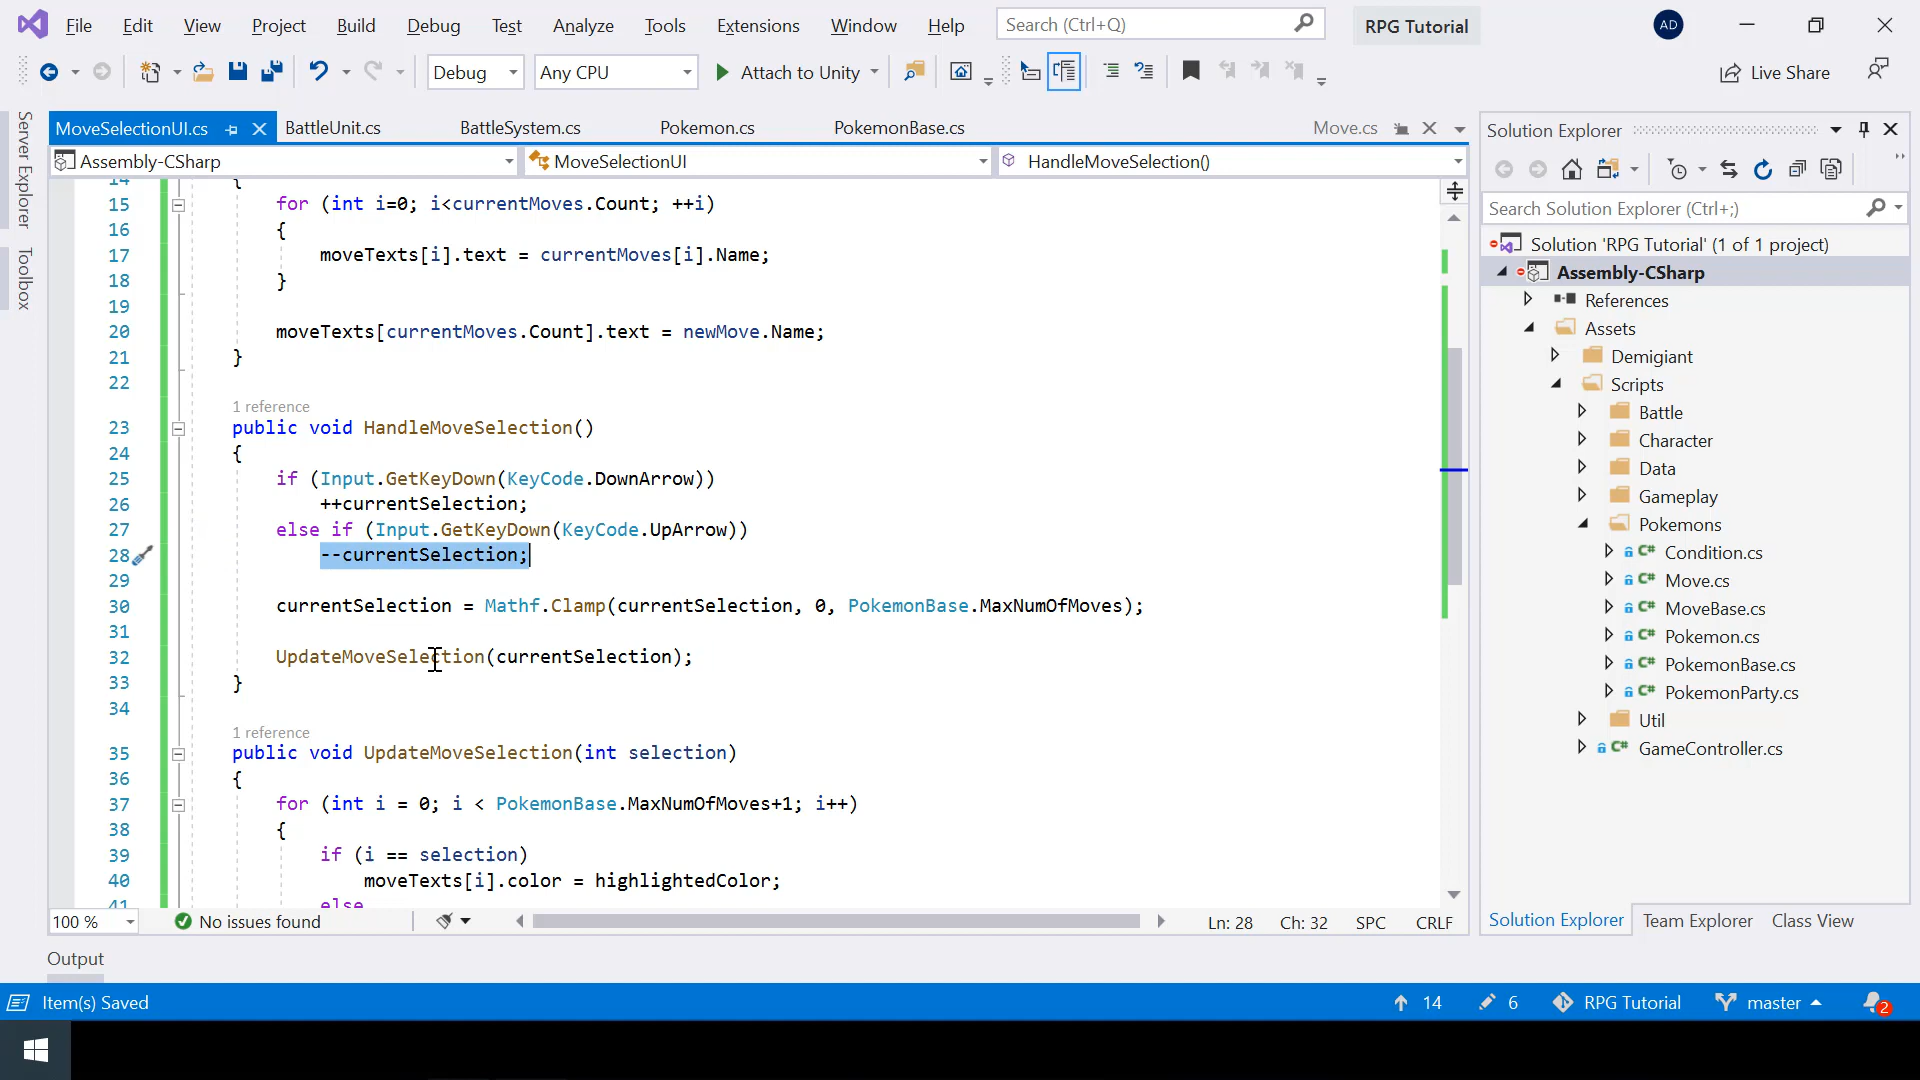 File Edit View Project Build Debug Test Analyze Tools Extensions Window Help Search (Ctrl+Q) RPG Tutorial AD
Debug Any CPU Attach to Unity Live Share
Server Explorer
Toolbox
MoveSelectionUI.cs BattleUnit.cs BattleSystem.cs Pokemon.cs PokemonBase.cs Move.cs
Assembly-CSharp MoveSelectionUI HandleMoveSelection()
14 {
15 for (int i=0; i<currentMoves.Count; ++i)
16 {
17 moveTexts[i].text = currentMoves[i].Name;
18 }
19
20 moveTexts[currentMoves.Count].text = newMove.Name;
21 }
22
1 reference
23 public void HandleMoveSelection()
24 {
25 if (Input.GetKeyDown(KeyCode.DownArrow))
26 ++currentSelection;
27 else if (Input.GetKeyDown(KeyCode.UpArrow))
28 --currentSelection;
29
30 currentSelection = Mathf.Clamp(currentSelection, 0, PokemonBase.MaxNumOfMoves);
31
32 UpdateMoveSelection(currentSelection);
33 }
34
1 reference
35 public void UpdateMoveSelection(int selection)
36 {
37 for (int i = 0; i < PokemonBase.MaxNumOfMoves+1; i++)
38 {
39 if (i == selection)
40 moveTexts[i].color = highlightedColor;
41 else
100 % No issues found Ln: 28 Ch: 32 SPC CRLF
Solution Explorer
Search Solution Explorer (Ctrl+;)
Solution 'RPG Tutorial' (1 of 1 project)
Assembly-CSharp
References
Assets
Demigiant
Scripts
Battle
Character
Data
Gameplay
Pokemons
C# Condition.cs
C# Move.cs
C# MoveBase.cs
C# Pokemon.cs
C# PokemonBase.cs
C# PokemonParty.cs
Util
C# GameController.cs
Solution Explorer Team Explorer Class View
Output
Item(s) Saved 14 6 RPG Tutorial master 2